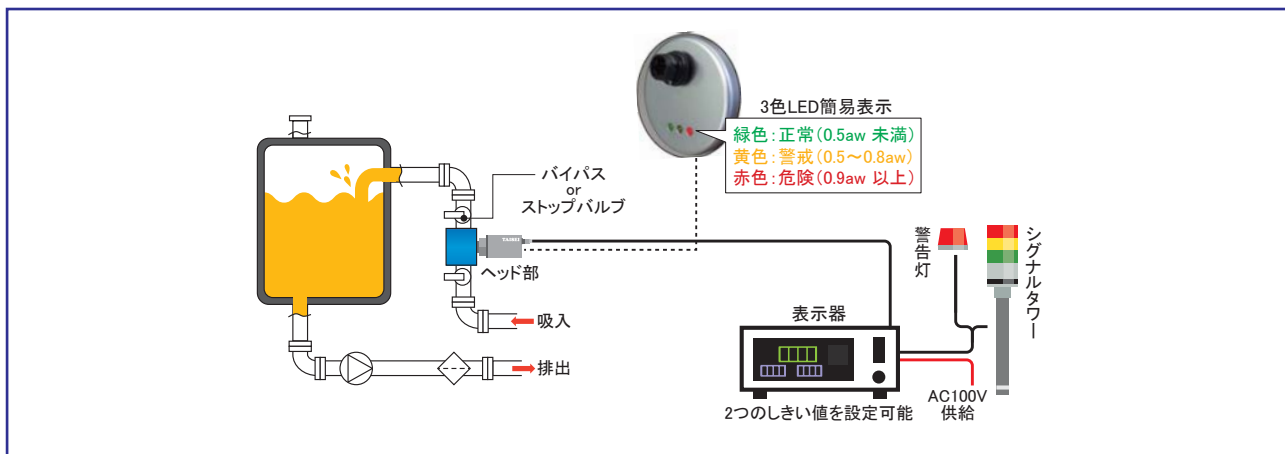 3色LED簡易表示
緑色:正常(0.5aw 未満)
黄色:警戒(0.5〜0.8aw)
赤色:危険(0.9aw 以上)
バイパス
or
ストップバルブ
TAISEI
ヘッド部
吸入
排出
警告灯
シグナルタワー
表示器
2つのしきい値を設定可能
AC100V
供給